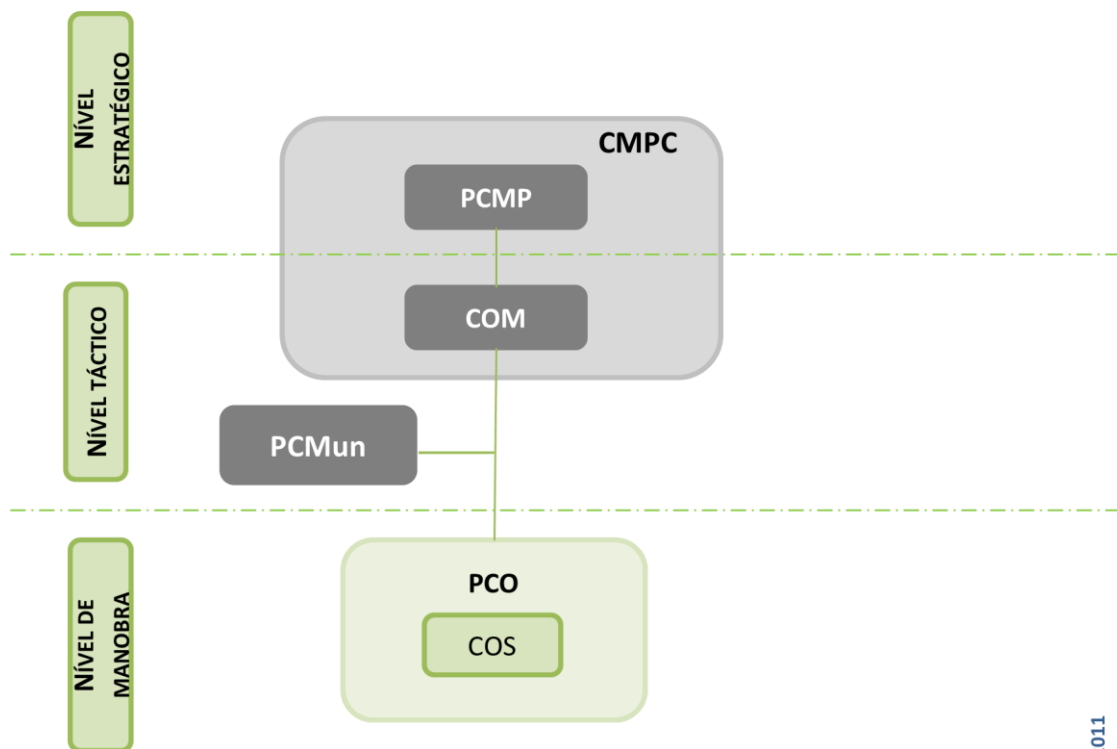 NÍVEL
ESTRATÉGICO
CMPC
PCMP
NÍVEL TÁCTICO
COM
PCMun
NÍVEL DE
MANOBRA
PCO
COS
011